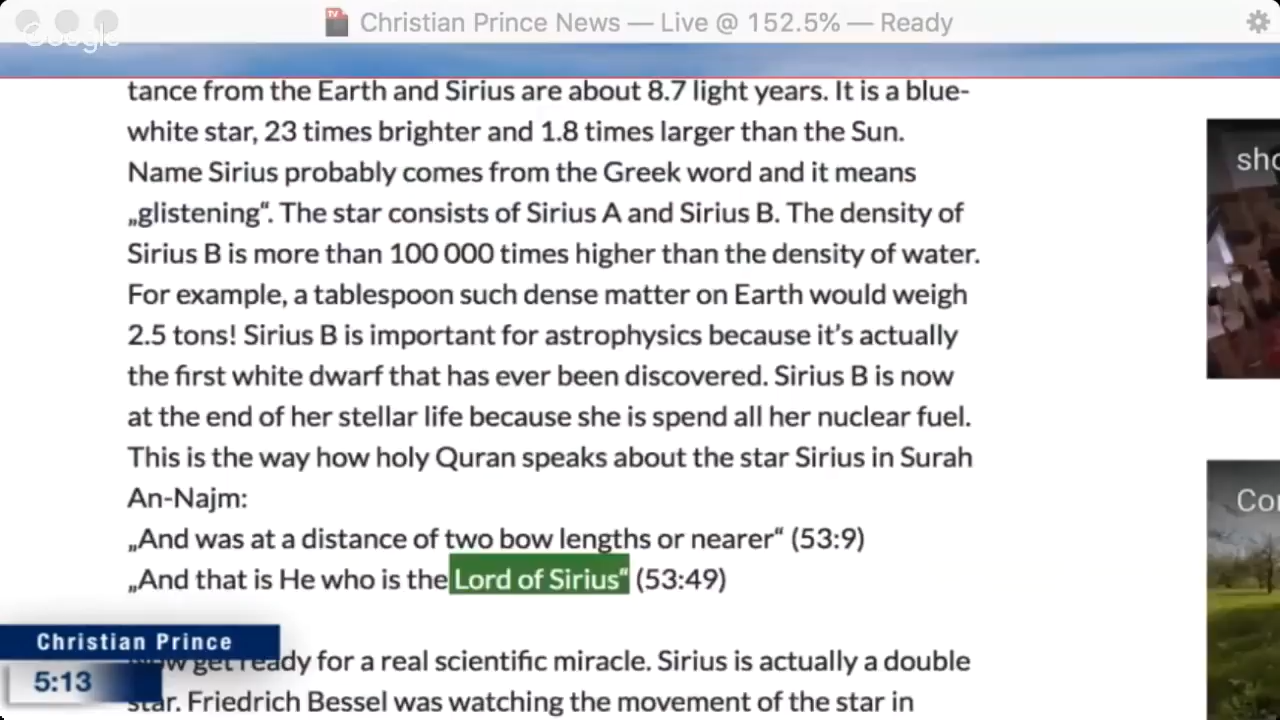 Christian Prince News — Live @ 152.5% — Ready
Google
tance from the Earth and Sirius are about 8.7 light years. It is a blue-
white star, 23 times brighter and 1.8 times larger than the Sun.
Name Sirius probably comes from the Greek word and it means
„glistening“. The star consists of Sirius A and Sirius B. The density of
Sirius B is more than 100 000 times higher than the density of water.
For example, a tablespoon such dense matter on Earth would weigh
2.5 tons! Sirius B is important for astrophysics because it’s actually
the first white dwarf that has ever been discovered. Sirius B is now
at the end of her stellar life because she is spend all her nuclear fuel.
This is the way how holy Quran speaks about the star Sirius in Surah
An-Najm:
„And was at a distance of two bow lengths or nearer“ (53:9)
„And that is He who is the Lord of Sirius“ (53:49)
Now get ready for a real scientific miracle. Sirius is actually a double
star. Friedrich Bessel was watching the movement of the star in
Christian Prince
5:13